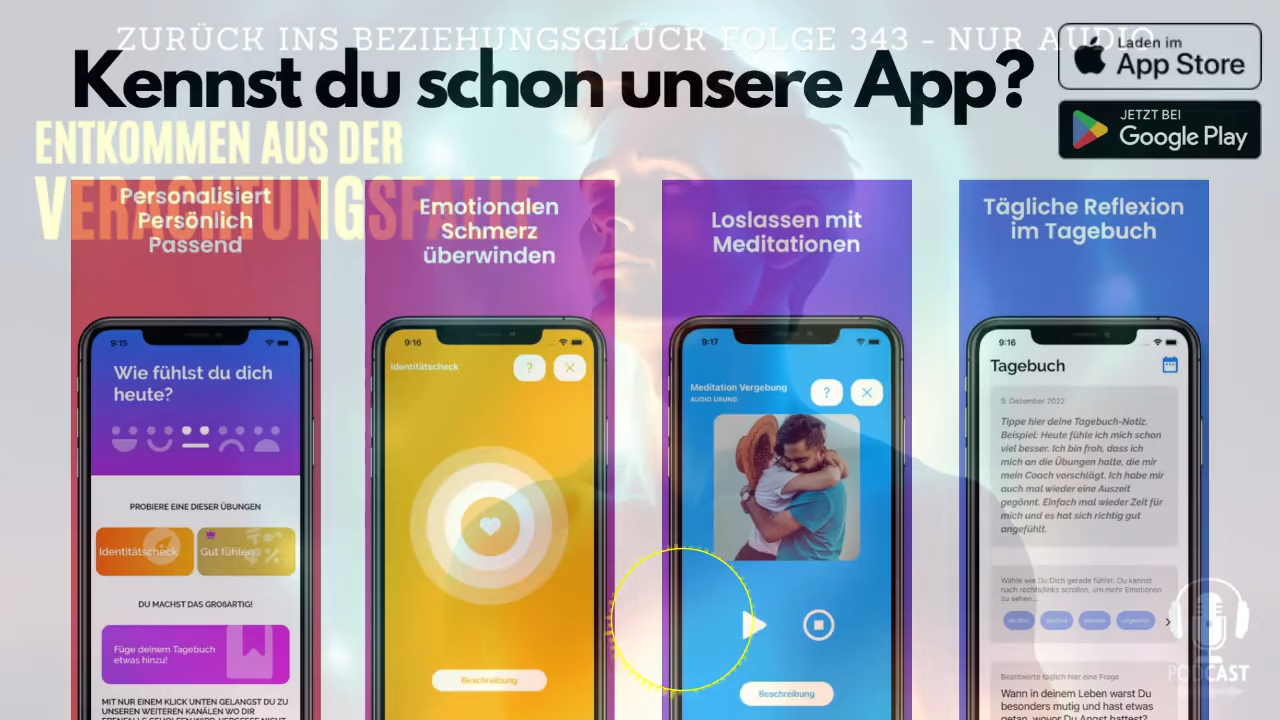 ZURÜCK INS BEZIEHUNGSGLÜCK FOLGE 343 - NUR AUDIO
Kennst du schon unsere App?
Laden im
App Store
JETZT BEI
Google Play
ENTKOMMEN AUS DER
VERACHTUNGSFALLE
Personalisiert
Persönlich
Passend
Emotionalen
Schmerz
überwinden
Loslassen mit
Meditationen
Tägliche Reflexion
im Tagebuch
9:15
Wie fühlst du dich
heute?
PROBIERE EINE DIESER ÜBUNGEN
Identitätscheck
Gut fühlen
DU MACHST DAS GROẞARTIG!
Füge deinem Tagebuch
etwas hinzu!
MIT NUR EINEM KLICK UNTEN GELANGST DU ZU
UNSEREN WEITEREN KANÄLEN WO DIR
EBENFALLS GEHOLFEN WIRD. VERGESSE NICHT
9:16
Identitätscheck
?
Beschreibung
9:17
Meditation Vergebung
AUDIO ÜBUNG
?
Beschreibung
9:16
Tagebuch
9. Dezember 2022
Tippe hier deine Tagebuch-Notiz.
Beispiel: Heute fühle ich mich schon
viel besser. Ich bin froh, dass ich
mich an die Übungen halte, die mir
mein Coach vorschlägt. Ich habe mir
auch mal wieder eine Auszeit
gegönnt. Einfach mal wieder Zeit für
mich und es hat sich richtig gut
angefühlt.
Wähle wie Du Dich gerade fühlst. Du kannst
nach rechts/links scrollen, um mehr Emotionen
zu sehen...
Beantworte täglich hier eine Frage
Wann in deinem Leben warst Du
besonders mutig und hast etwas
getan, wovor Du Angst hattest?
PODCAST